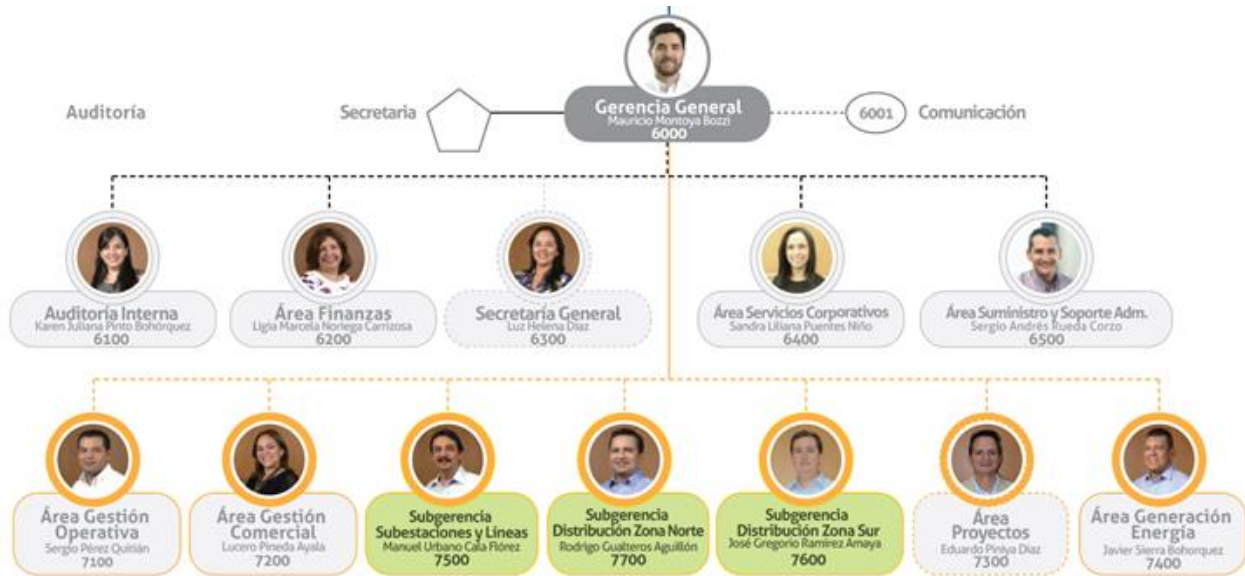 Auditoría
Secretaria
Gerencia General
Mauricio Montoya Bozzi
6000
6001
Comunicación
Auditoría Interna
Karen Juliana Pinto Bohórquez
6100
Área Finanzas
Ligia Marcela Noriega Carrizosa
6200
Secretaría General
Luz Helena Díaz
6300
Área Servicios Corporativos
Sandra Liliana Puentes Niño
6400
Área Suministro y Soporte Adm.
Sergio Andrés Rueda Corzo
6500
Área Gestión
Operativa
Sergio Pérez
7100
Área Gestión
Comercial
Lucero Pineda Ayala
7200
Subgerencia
Subestaciones y Líneas
Manuel Urbano Cala Flórez
7500
Subgerencia
Distribución Zona Norte
Rodrigo Gualteros Aguillón
7700
Subgerencia
Distribución Zona Sur
José Gregorio Ramírez Amaya
7600
Área
Proyectos
Eduardo Díaz
7300
Área Generación
Energía
Javier Sierra Bohorquez
7400